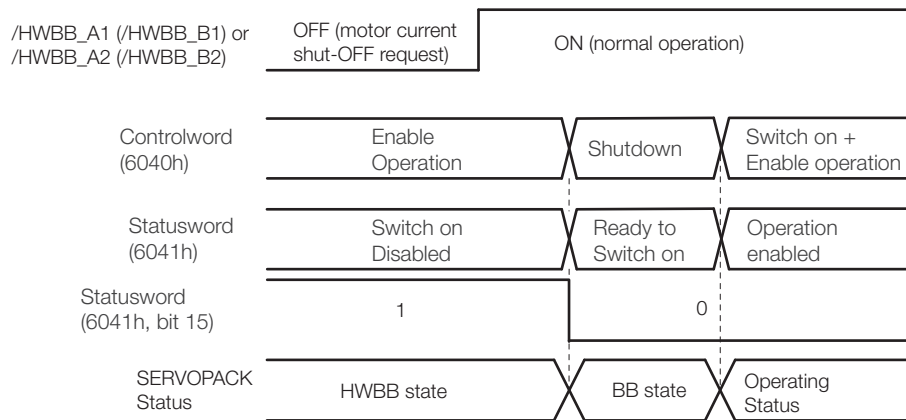 /HWBB_A1 (/HWBB_B1) or
/HWBB_A2 (/HWBB_B2)
OFF (motor current
shut-OFF request)
ON (normal operation)
Controlword
(6040h)
Enable
Operation
Shutdown
Switch on +
Enable operation
Statusword
(6041h)
Switch on
Disabled
Ready to
Switch on
Operation
enabled
Statusword
(6041h, bit 15)
1
0
SERVOPACK
Status
HWBB state
BB state
Operating
Status